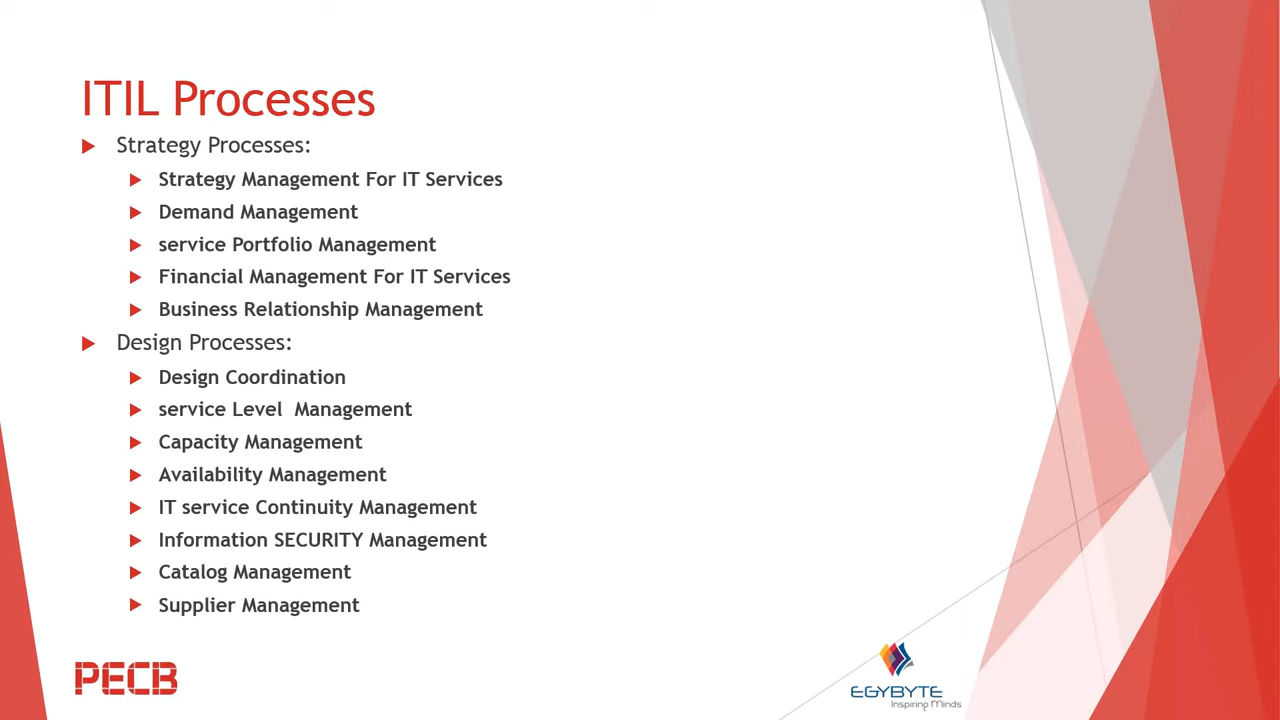 ITIL Processes
Strategy Processes:
Strategy Management For IT Services
Demand Management
service Portfolio Management
Financial Management For IT Services
Business Relationship Management
Design Processes:
Design Coordination
service Level  Management
Capacity Management
Availability Management
IT service Continuity Management
Information SECURITY Management
Catalog Management
Supplier Management
PECB
EGYBYTE
Inspiring Minds